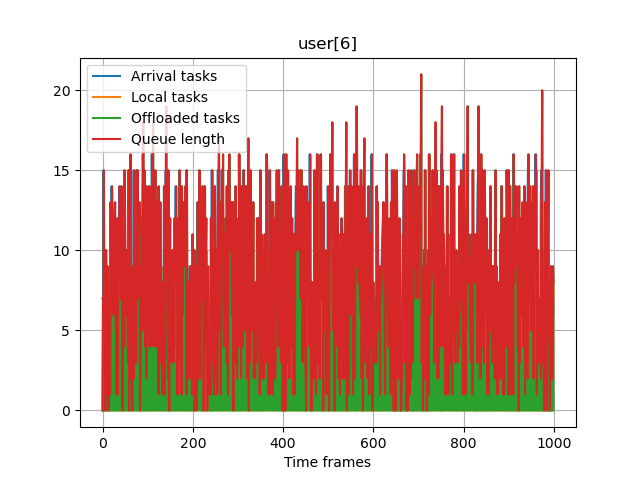 user[6]
Arrival tasks
Local tasks
Offloaded tasks
Queue length
20
15
10
5
0
0 200 400 600 800 1000
Time frames